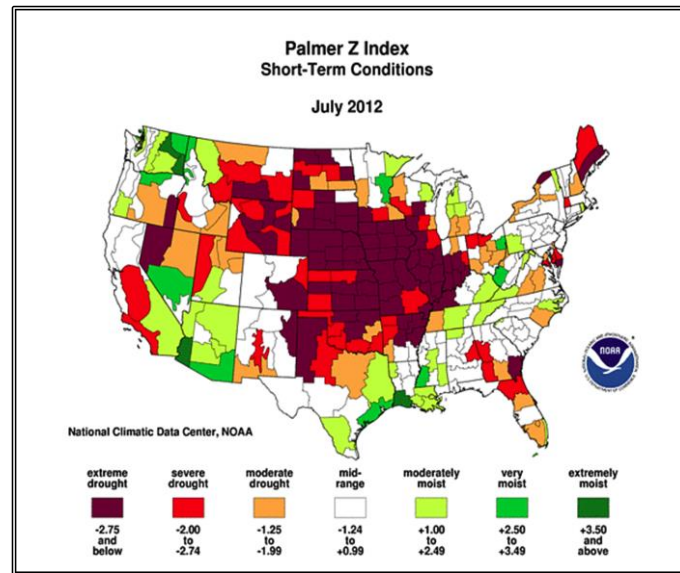 Palmer Z Index
Short-Term Conditions
July 2012
NOAA
National Climatic Data Center, NOAA
extreme drought
severe drought
moderate drought
mid-range
moderately moist
very moist
extremely moist
-2.75 and below
-2.00 to -2.74
-1.25 to -1.99
-1.24 to +0.99
+1.00 to +2.49
+2.50 to +3.49
+3.50 and above